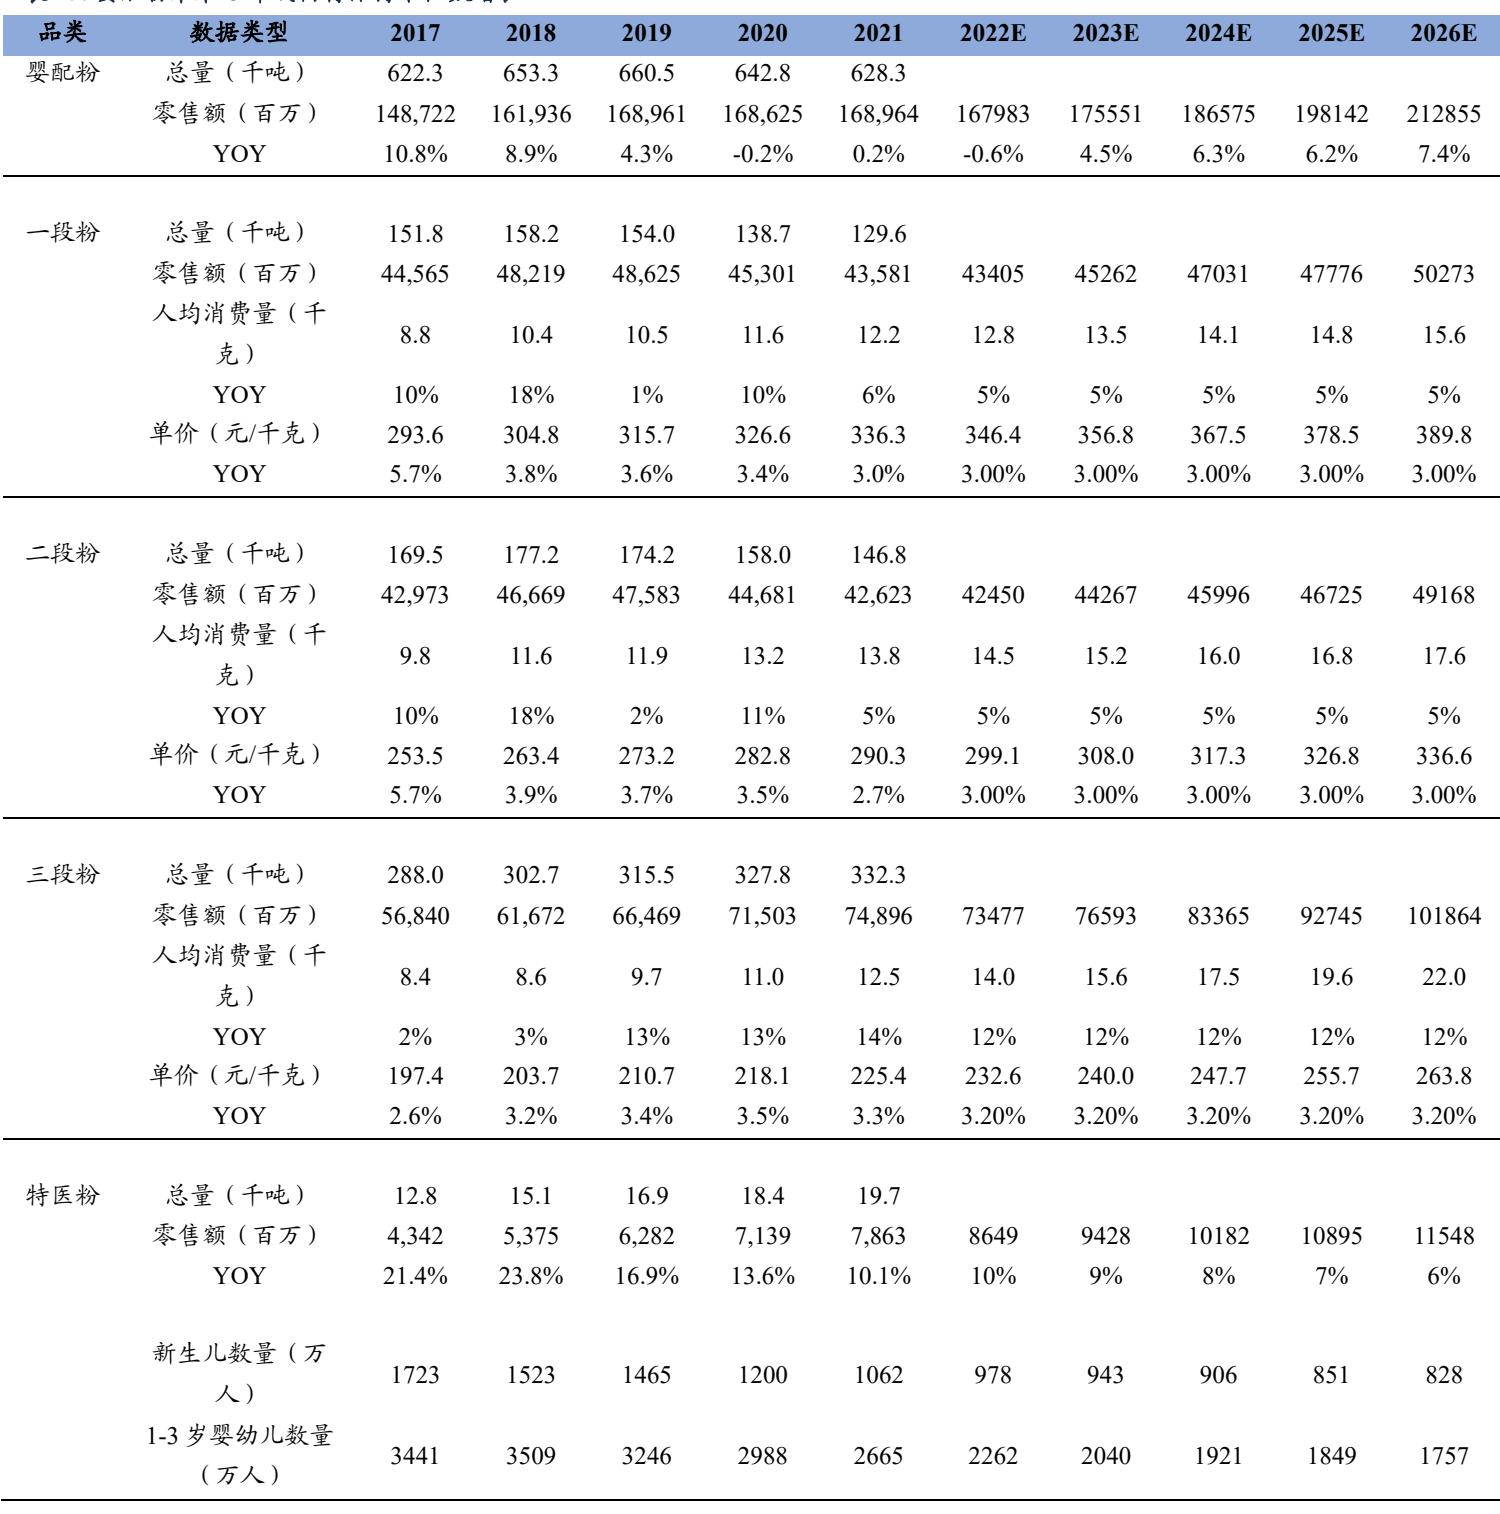 品类 数据类型 2017 2018 2019 2020 2021 2022E 2023E 2024E 2025E 2026E
婴配粉 总量（千吨） 622.3 653.3 660.5 642.8 628.3
零售额（百万） 148,722 161,936 168,961 168,625 168,964 167983 175551 186575 198142 212855
YOY 10.8% 8.9% 4.3% -0.2% 0.2% -0.6% 4.5% 6.3% 6.2% 7.4%
一段粉 总量（千吨） 151.8 158.2 154.0 138.7 129.6
零售额（百万） 44,565 48,219 48,625 45,301 43,581 43405 45262 47031 47776 50273
人均消费量（千
克） 8.8 10.4 10.5 11.6 12.2 12.8 13.5 14.1 14.8 15.6
YOY 10% 18% 1% 10% 6% 5% 5% 5% 5% 5%
单价（元/千克） 293.6 304.8 315.7 326.6 336.3 346.4 356.8 367.5 378.5 389.8
YOY 5.7% 3.8% 3.6% 3.4% 3.0% 3.00% 3.00% 3.00% 3.00% 3.00%
二段粉 总量（千吨） 169.5 177.2 174.2 158.0 146.8
零售额（百万） 42,973 46,669 47,583 44,681 42,623 42450 44267 45996 46725 49168
人均消费量（千
克） 9.8 11.6 11.9 13.2 13.8 14.5 15.2 16.0 16.8 17.6
YOY 10% 18% 2% 11% 5% 5% 5% 5% 5% 5%
单价（元/千克） 253.5 263.4 273.2 282.8 290.3 299.1 308.0 317.3 326.8 336.6
YOY 5.7% 3.9% 3.7% 3.5% 2.7% 3.00% 3.00% 3.00% 3.00% 3.00%
三段粉 总量（千吨） 288.0 302.7 315.5 327.8 332.3
零售额（百万） 56,840 61,672 66,469 71,503 74,896 73477 76593 83365 92745 101864
人均消费量（千
克） 8.4 8.6 9.7 11.0 12.5 14.0 15.6 17.5 19.6 22.0
YOY 2% 3% 13% 13% 14% 12% 12% 12% 12% 12%
单价（元/千克） 197.4 203.7 210.7 218.1 225.4 232.6 240.0 247.7 255.7 263.8
YOY 2.6% 3.2% 3.4% 3.5% 3.3% 3.20% 3.20% 3.20% 3.20% 3.20%
特医粉 总量（千吨） 12.8 15.1 16.9 18.4 19.7
零售额（百万） 4,342 5,375 6,282 7,139 7,863 8649 9428 10182 10895 11548
YOY 21.4% 23.8% 16.9% 13.6% 10.1% 10% 9% 8% 7% 6%
新生儿数量（万
人） 1723 1523 1465 1200 1062 978 943 906 851 828
1-3 岁婴幼儿数量
（万人） 3441 3509 3246 2988 2665 2262 2040 1921 1849 1757